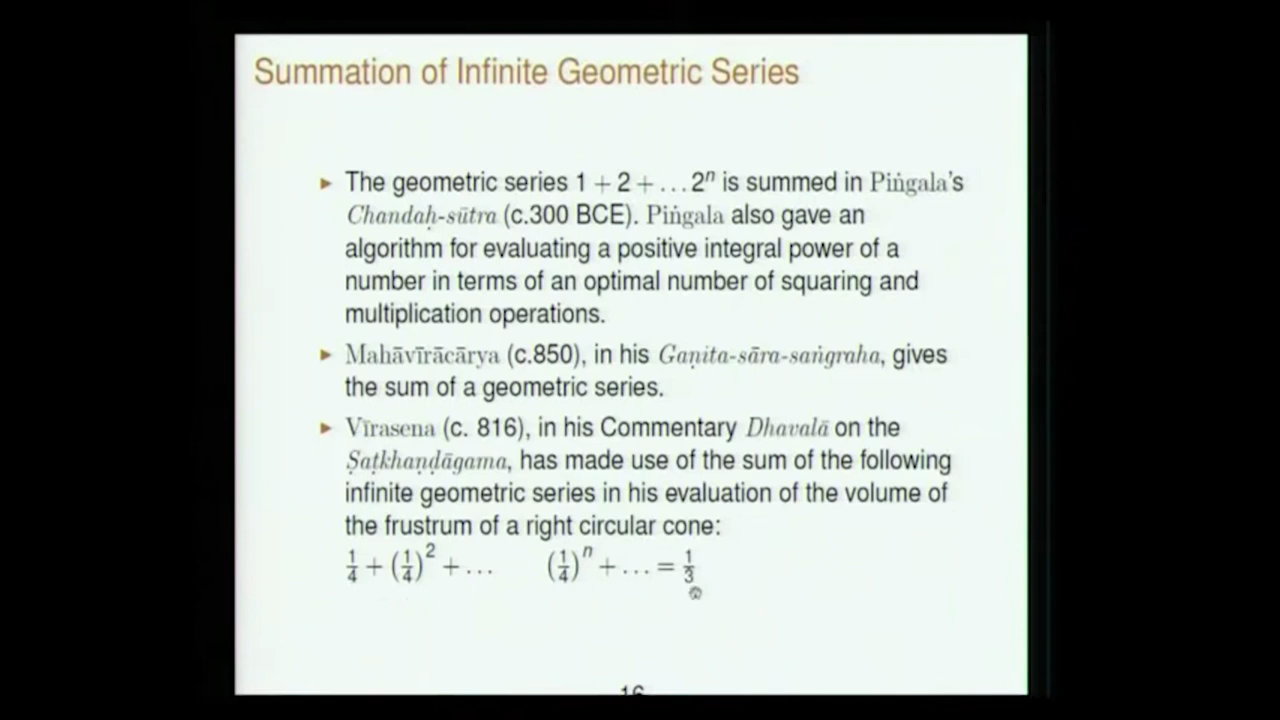 Summation of Infinite Geometric Series
▸ The geometric series 1 + 2 + ...2ⁿ is summed in Piṅgala's
Chandaḥ-sūtra (c.300 BCE). Piṅgala also gave an
algorithm for evaluating a positive integral power of a
number in terms of an optimal number of squaring and
multiplication operations.
▸ Mahāvīrācārya (c.850), in his Gaṇita-sāra-saṅgraha, gives
the sum of a geometric series.
▸ Vīrasena (c. 816), in his Commentary Dhavalā on the
Ṣaṭkhaṇḍāgama, has made use of the sum of the following
infinite geometric series in his evaluation of the volume of
the frustrum of a right circular cone:
1/4 + (1/4)² + ... (1/4)ⁿ + ... = 1/3
16